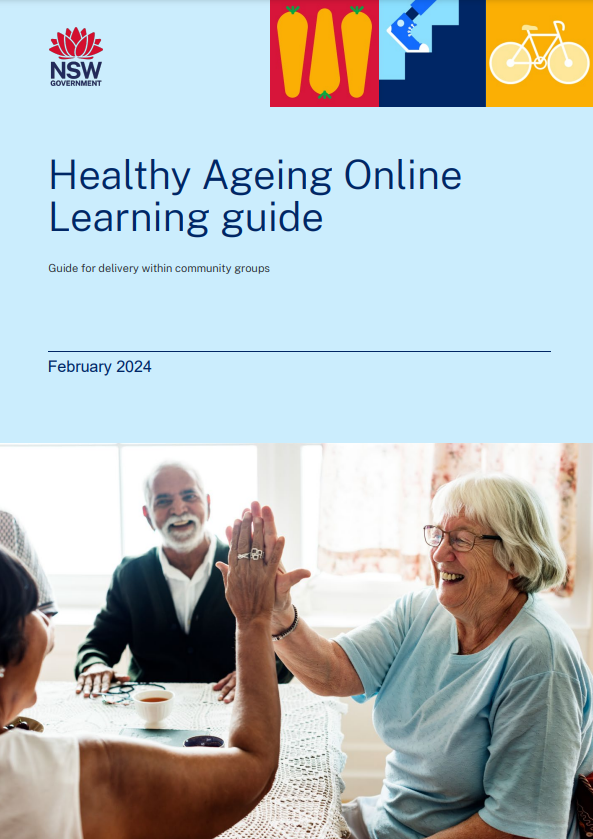 NSW
GOVERNMENT
Healthy Ageing Online
Learning guide
Guide for delivery within community groups
February 2024